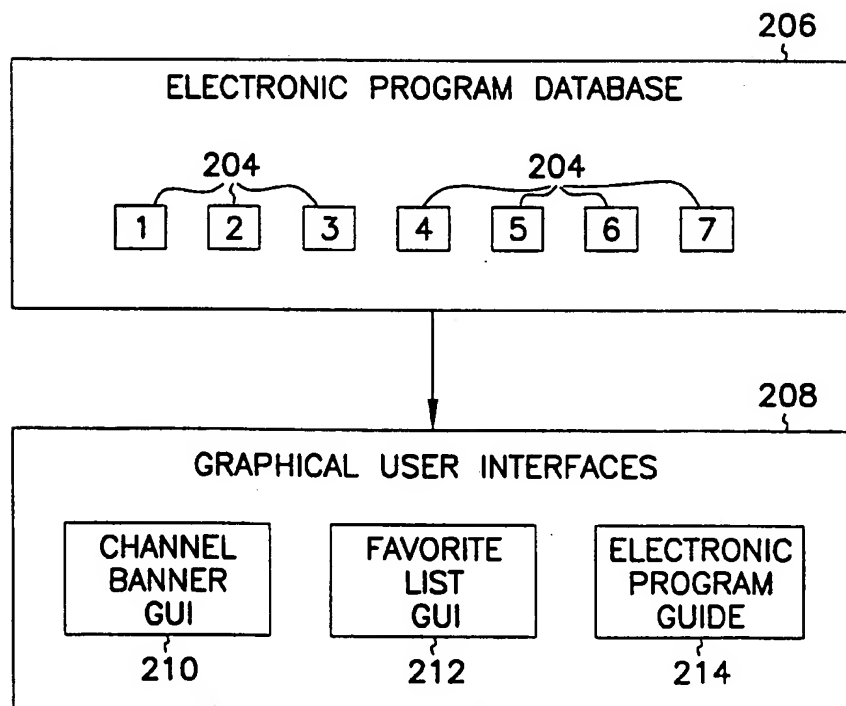 206
ELECTRONIC PROGRAM DATABASE
204 204
1 2 3 4 5 6 7
208
GRAPHICAL USER INTERFACES
CHANNEL
BANNER
GUI
210
FAVORITE
LIST
GUI
212
ELECTRONIC
PROGRAM
GUIDE
214